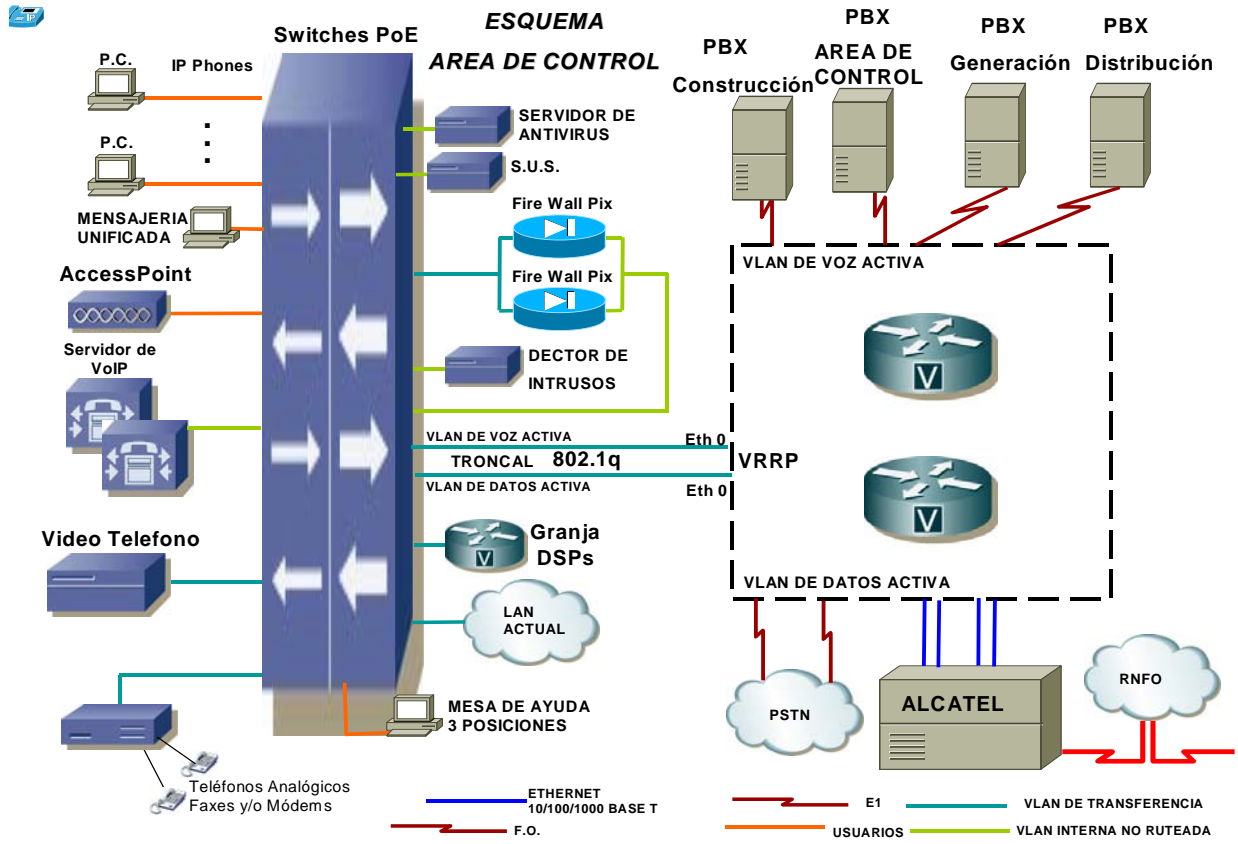 IP
ESQUEMA
AREA DE CONTROL
Switches PoE
P.C.
IP Phones
P.C.
MENSAJERIA
UNIFICADA
AccessPoint
Servidor de
VoIP
Video Telefono
Teléfonos Analógicos
Faxes y/o Módems
SERVIDOR DE
ANTIVIRUS
S.U.S.
Fire Wall Pix
Fire Wall Pix
DECTOR DE
INTRUSOS
VLAN DE VOZ ACTIVA
Eth 0
TRONCAL 802.1q
VLAN DE DATOS ACTIVA
Eth 0
VRRP
V
Granja
DSPs
LAN
ACTUAL
MESA DE AYUDA
3 POSICIONES
PBX
Construcción
PBX
AREA DE
CONTROL
PBX
Generación
PBX
Distribución
VLAN DE VOZ ACTIVA
V
V
VLAN DE DATOS ACTIVA
PSTN
ALCATEL
RNFO
ETHERNET
10/100/1000 BASE T
F.O.
E1
VLAN DE TRANSFERENCIA
USUARIOS
VLAN INTERNA NO RUTEADA